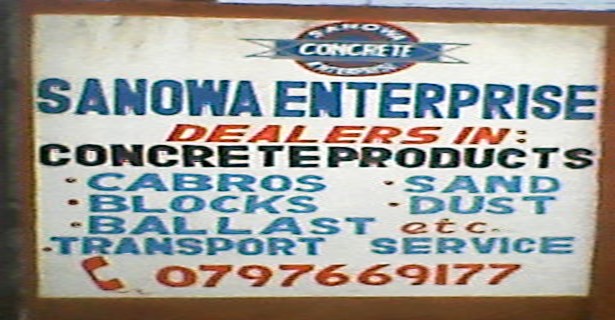 SANOWA
CONCRETE
ENTERPRISE
SANOWA ENTERPRISE
DEALERS IN:
CONCRETE PRODUCTS
• CABROS • SAND
• BLOCKS • DUST
• BALLAST etc.
• TRANSPORT SERVICE
0797669177